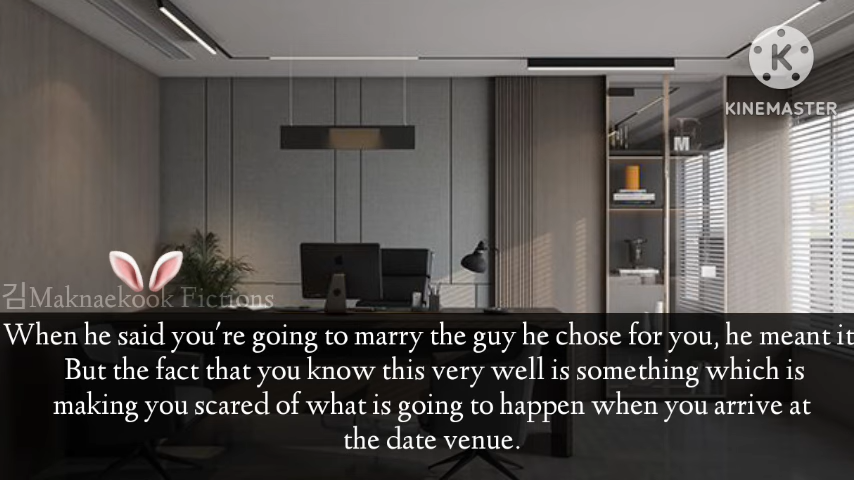 K
KINEMASTER
M
김Maknaekook Fictions
When he said you're going to marry the guy he chose for you, he meant it
But the fact that you know this very well is something which is
making you scared of what is going to happen when you arrive at
the date venue.